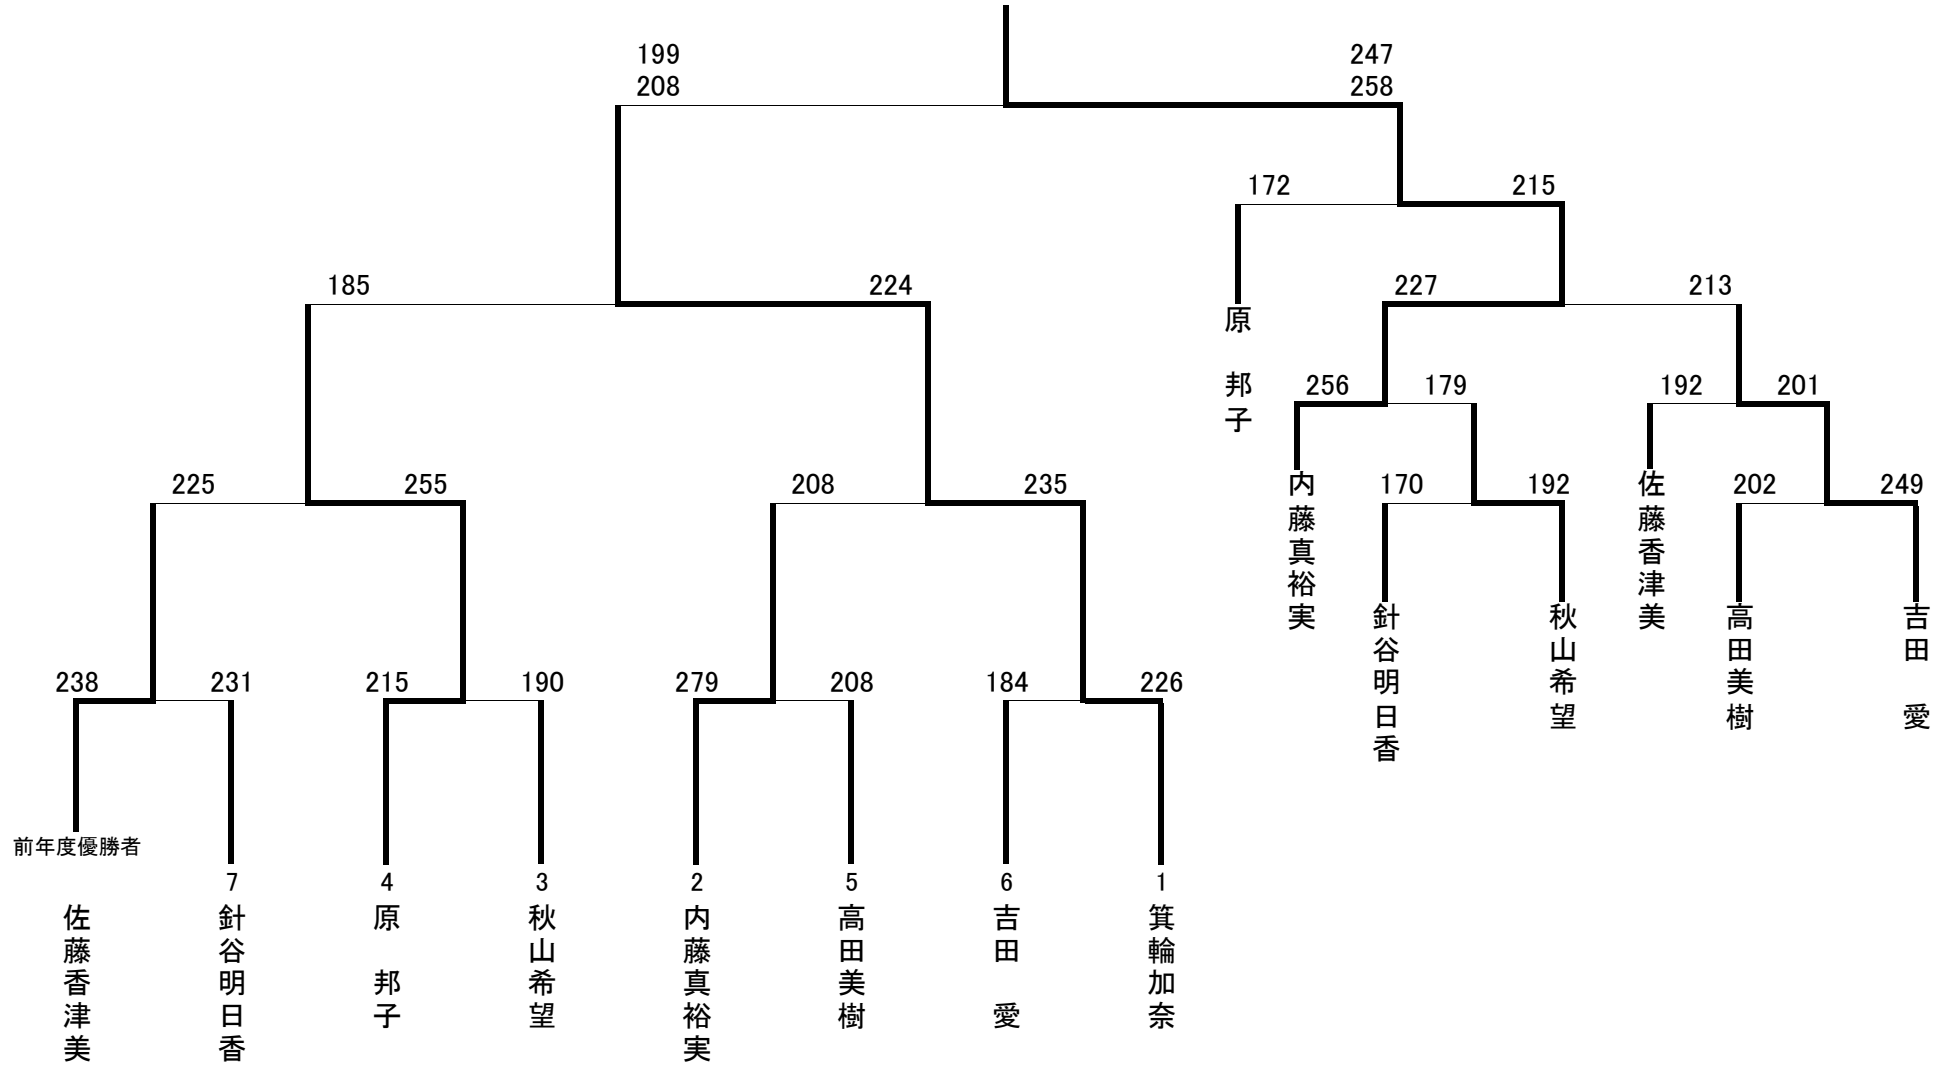 199
247
208
258
172
215
185
224
227
213
原 邦子
256
179
192
201
225
255
208
235
内藤真裕実
170
192
佐藤香津美
202
249
針谷明日香
秋山希望
高田美樹
吉田 愛
238
231
215
190
279
208
184
226
前年度優勝者
7
4
3
2
5
6
1
佐藤香津美
針谷明日香
原 邦子
秋山希望
内藤真裕実
高田美樹
吉田 愛
箕輪加奈